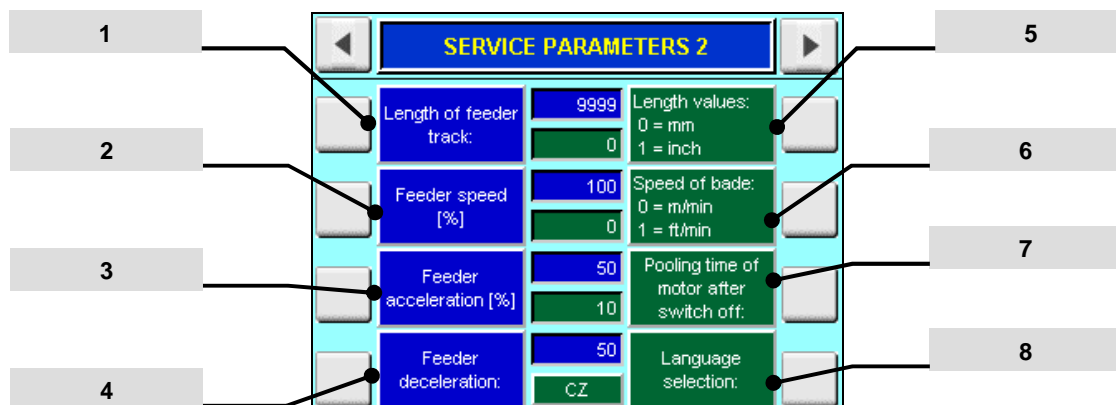 1
SERVICE PARAMETERS 2
5
Length of feeder
track:
9999
0
Length values:
0 = mm
1 = inch
2
6
Feeder speed
[%]
100
0
Speed of bade:
0 = m/min
1 = ft/min
3
7
Feeder
acceleration [%]
50
10
Pooling time of
motor after
switch off:
4
8
Feeder
deceleration:
50
CZ
Language
selection: